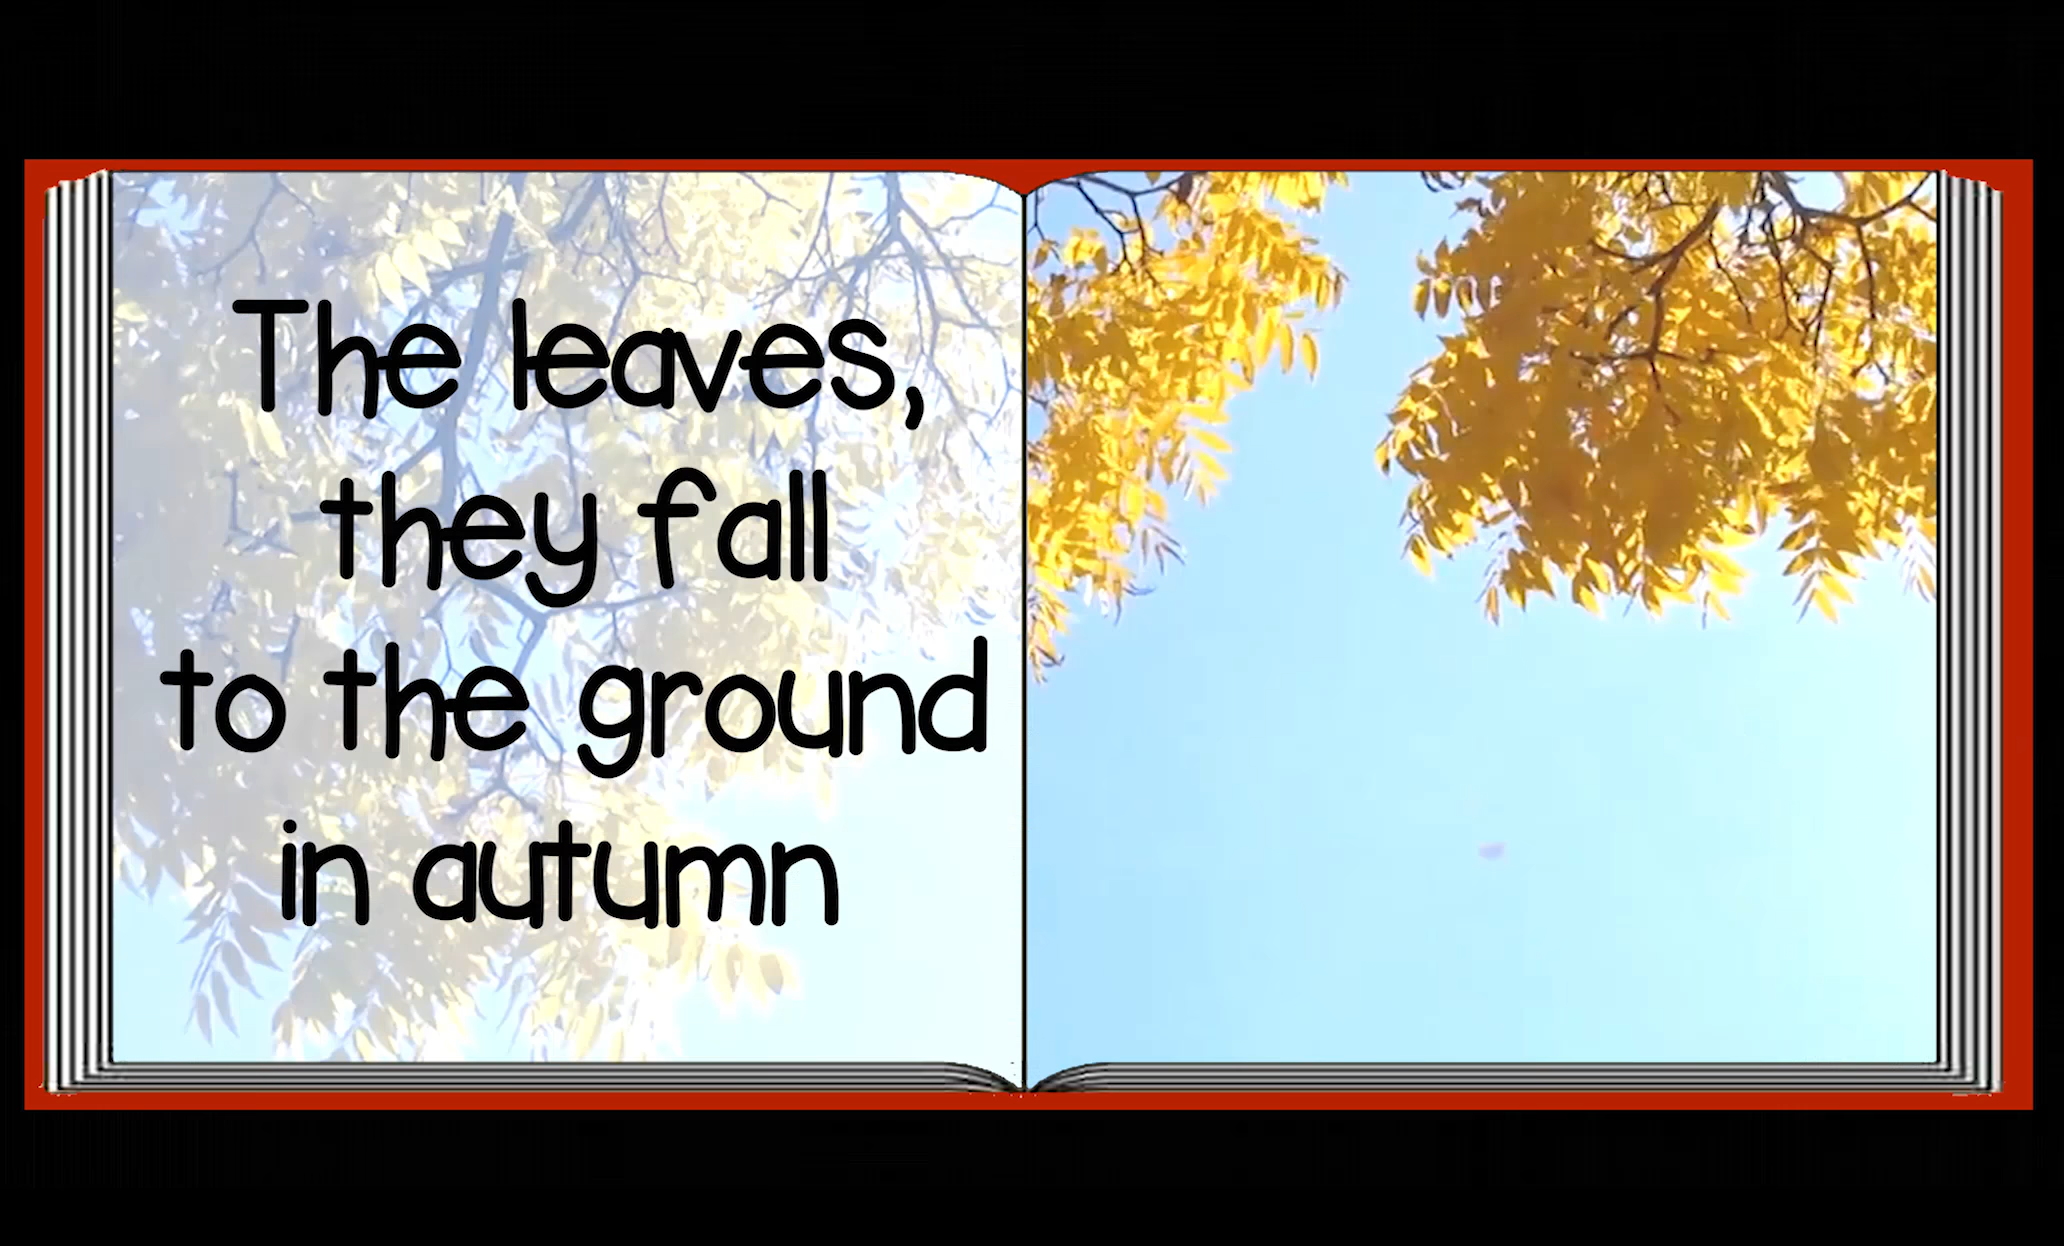 The leaves,
they fall
to the ground
in autumn